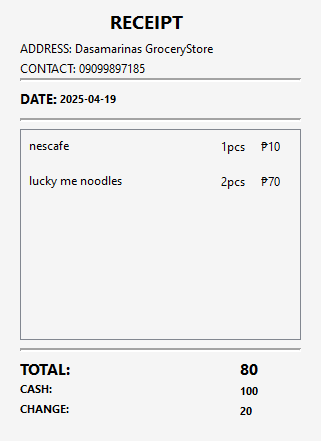 RECEIPT
ADDRESS: Dasamarinas GroceryStore
CONTACT: 09099897185
DATE: 2025-04-19
nescafe 1pcs ₱10
lucky me noodles 2pcs ₱70
TOTAL: 80
CASH: 100
CHANGE: 20